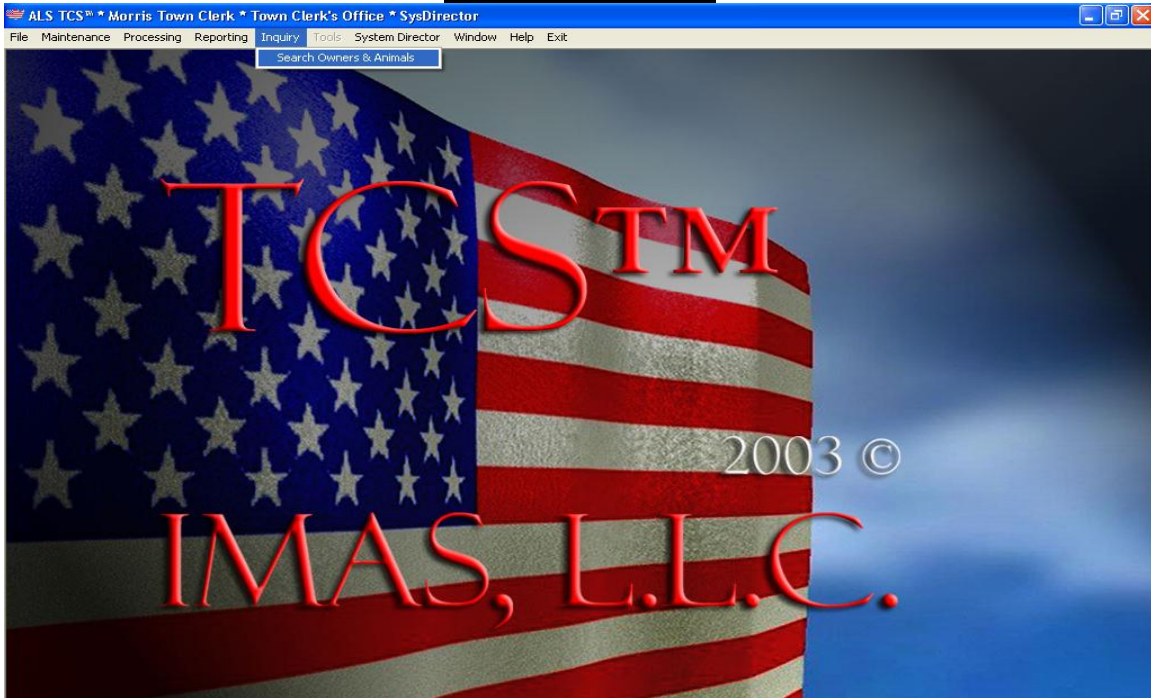 ALS TCS™ * Morris Town Clerk * Town Clerk's Office * SysDirector
File Maintenance Processing Reporting Inquiry Tools System Director Window Help Exit
Search Owners & Animals
TCS™
2003 ©
IMAS, L.L.C.